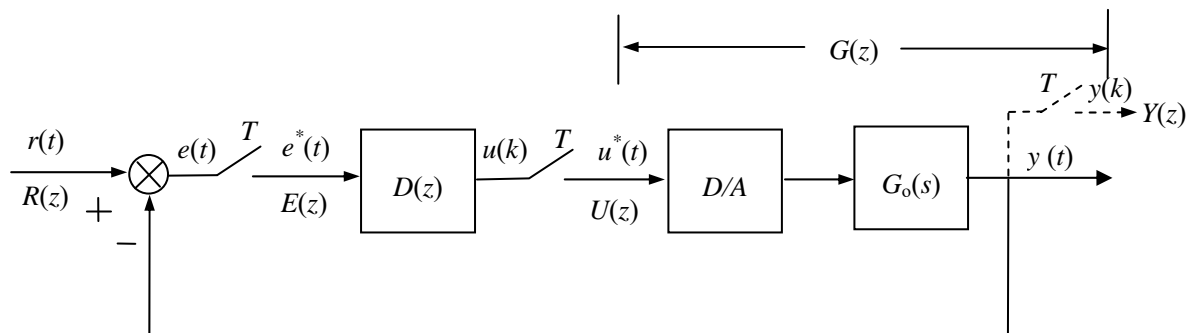 G(z)
T y(k)
Y(z)
r(t)
R(z)
+
−
e(t)
T
e*(t)
E(z)
D(z)
u(k)
T
u*(t)
U(z)
D/A
Go(s)
y (t)